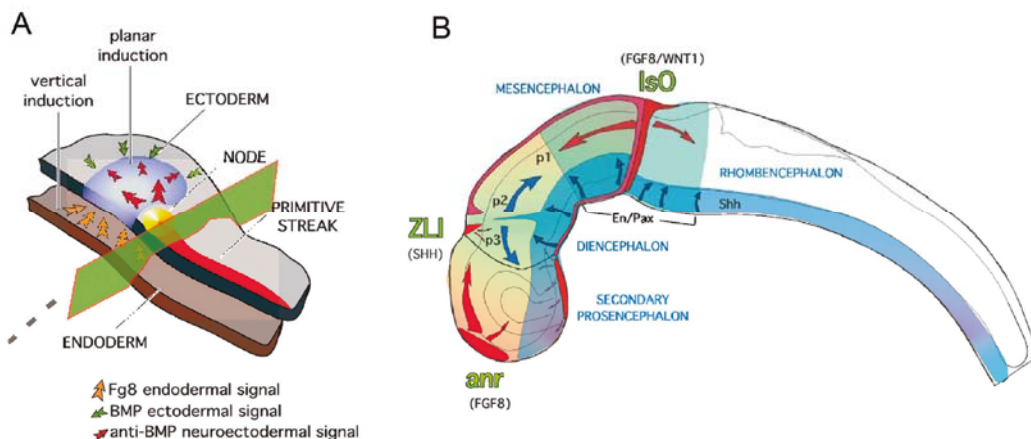 A
planar
induction
vertical
induction
ECTODERM
NODE
PRIMITIVE
STREAK
ENDODERM
Fg8 endodermal signal
BMP ectodermal signal
anti-BMP neuroectodermal signal
B
(FGF8/WNT1)
IsO
MESENCEPHALON
p1
RHOMBENCEPHALON
p2
Shh
En/Pax
ZLI
p3
(SHH)
DIENCEPHALON
SECONDARY
PROSENCEPHALON
anr
(FGF8)